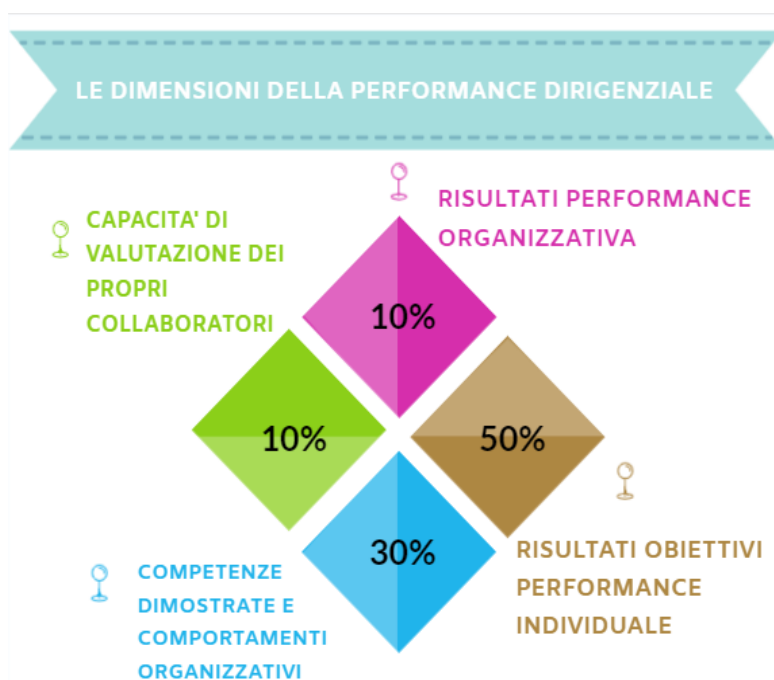 LE DIMENSIONI DELLA PERFORMANCE DIRIGENZIALE
RISULTATI PERFORMANCE
ORGANIZZATIVA
CAPACITA' DI
VALUTAZIONE DEI
PROPRI
COLLABORATORI
10%
10%
50%
30%
RISULTATI OBIETTIVI
PERFORMANCE
INDIVIDUALE
COMPETENZE
DIMOSTRATE E
COMPORTAMENTI
ORGANIZZATIVI